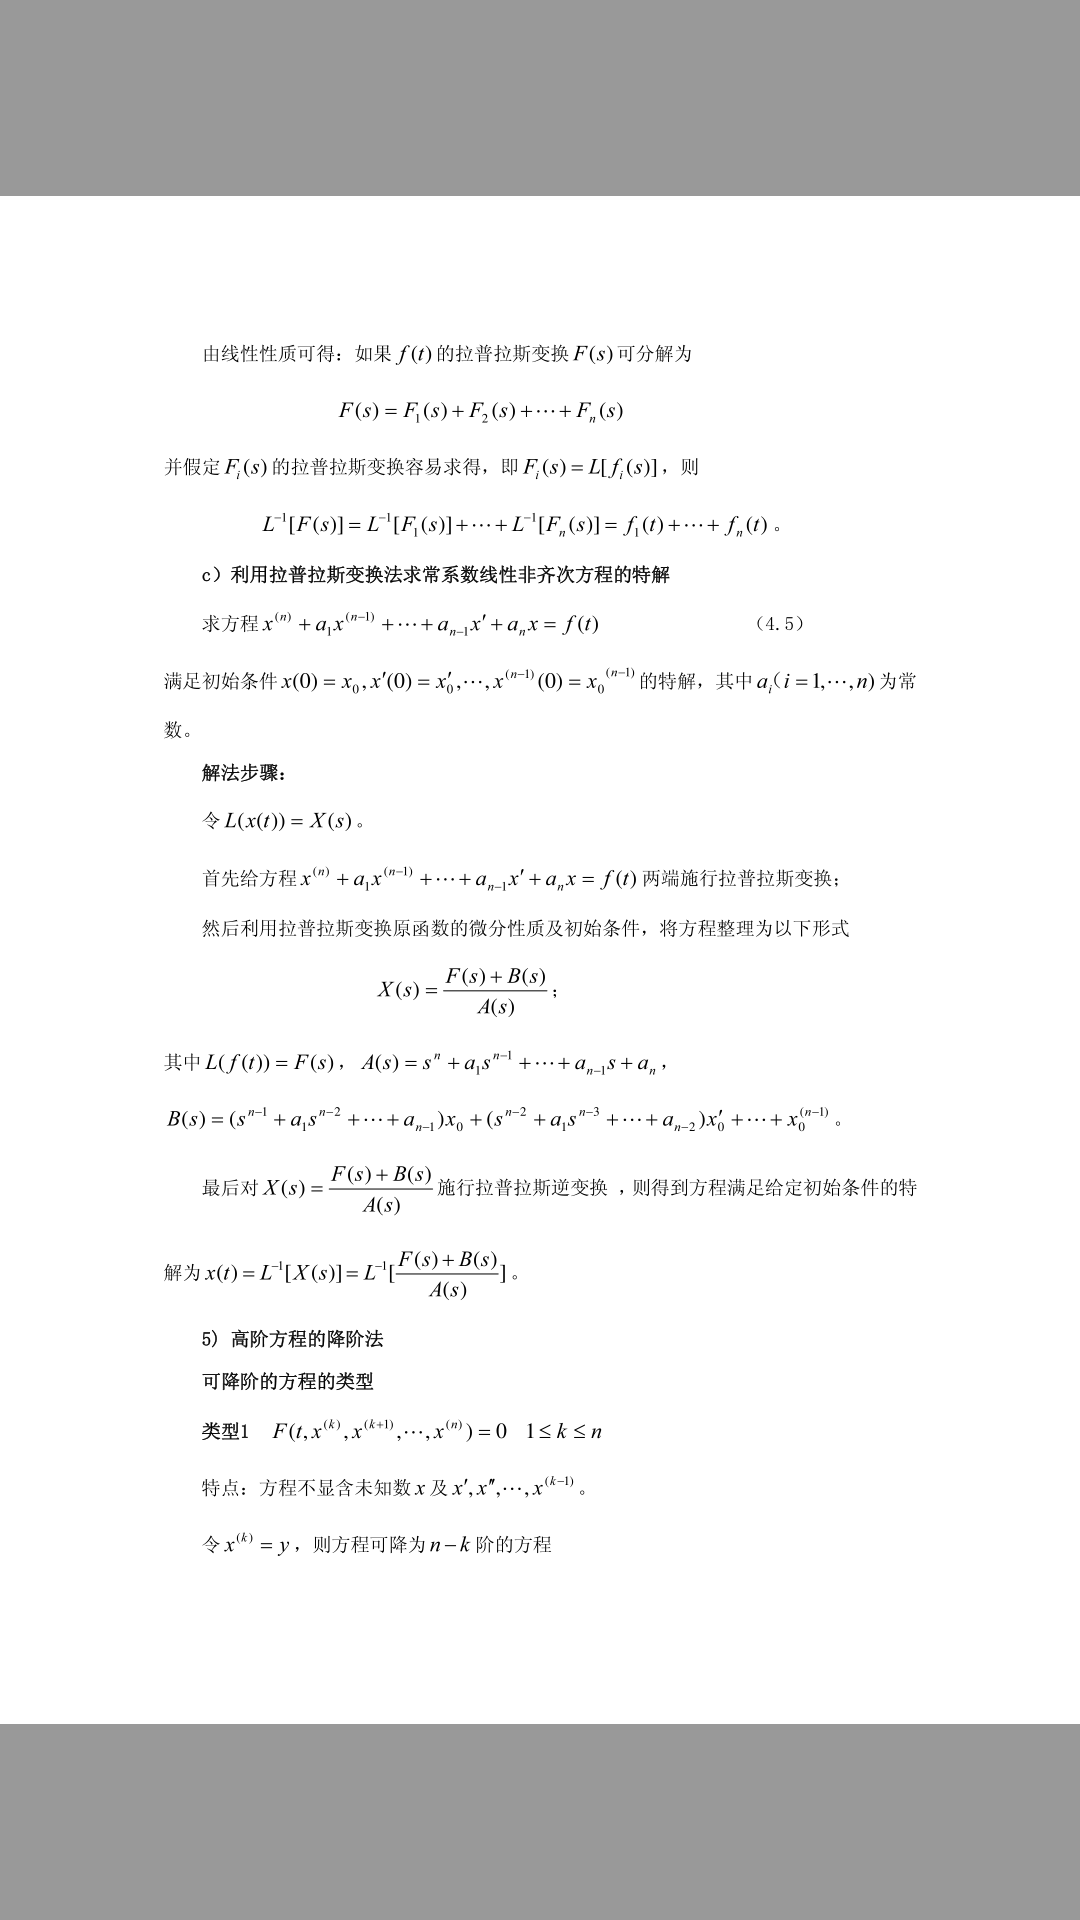 由线性性质可得：如果 f(t) 的拉普拉斯变换 F(s) 可分解为
F(s) = F₁(s) + F₂(s) + ⋯ + Fₙ(s)
并假定 Fᵢ(s) 的拉普拉斯变换容易求得，即 Fᵢ(s) = L[fᵢ(s)]，则
L⁻¹[F(s)] = L⁻¹[F₁(s)] + ⋯ + L⁻¹[Fₙ(s)] = f₁(t) + ⋯ + fₙ(t) 。
c）利用拉普拉斯变换法求常系数线性非齐次方程的特解
求方程 x⁽ⁿ⁾ + a₁x⁽ⁿ⁻¹⁾ + ⋯ + aₙ₋₁x′ + aₙx = f(t) （4.5）
满足初始条件 x(0) = x₀, x′(0) = x₀′, ⋯, x⁽ⁿ⁻¹⁾(0) = x₀⁽ⁿ⁻¹⁾ 的特解，其中 aᵢ（i = 1,⋯,n) 为常
数。
解法步骤：
令 L(x(t)) = X(s) 。
首先给方程 x⁽ⁿ⁾ + a₁x⁽ⁿ⁻¹⁾ + ⋯ + aₙ₋₁x′ + aₙx = f(t) 两端施行拉普拉斯变换；
然后利用拉普拉斯变换原函数的微分性质及初始条件，将方程整理为以下形式
X(s) = (F(s) + B(s))/A(s)；
其中 L(f(t)) = F(s)， A(s) = sⁿ + a₁sⁿ⁻¹ + ⋯ + aₙ₋₁s + aₙ，
B(s) = (sⁿ⁻¹ + a₁sⁿ⁻² + ⋯ + aₙ₋₁)x₀ + (sⁿ⁻² + a₁sⁿ⁻³ + ⋯ + aₙ₋₂)x₀′ + ⋯ + x₀⁽ⁿ⁻¹⁾ 。
最后对 X(s) = (F(s) + B(s))/A(s) 施行拉普拉斯逆变换 ，则得到方程满足给定初始条件的特
解为 x(t) = L⁻¹[X(s)] = L⁻¹[(F(s) + B(s))/A(s)] 。
5) 高阶方程的降阶法
可降阶的方程的类型
类型1 F(t, x⁽ᵏ⁾, x⁽ᵏ⁺¹⁾, ⋯, x⁽ⁿ⁾) = 0 1 ≤ k ≤ n
特点：方程不显含未知数 x 及 x′, x″, ⋯, x⁽ᵏ⁻¹⁾ 。
令 x⁽ᵏ⁾ = y，则方程可降为 n − k 阶的方程